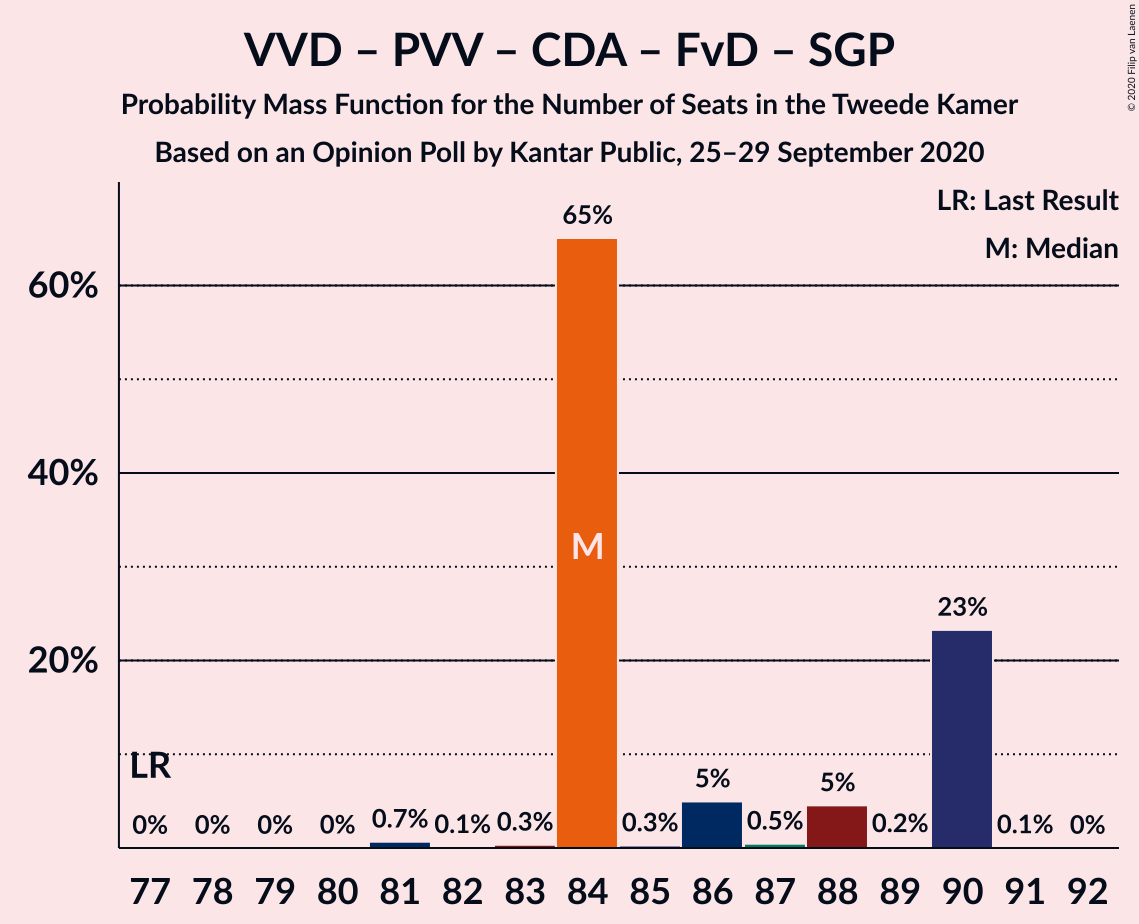 VVD – PVV – CDA – FvD – SGP
Probability Mass Function for the Number of Seats in the Tweede Kamer
Based on an Opinion Poll by Kantar Public, 25–29 September 2020
© 2020 Filip van Laenen
LR: Last Result
M: Median
65%
60%
40%
M
23%
20%
LR
0% 0% 0% 0% 0.7% 0.1% 0.3% 0.3% 5% 0.5% 5% 0.2% 0.1% 0%
77 78 79 80 81 82 83 84 85 86 87 88 89 90 91 92